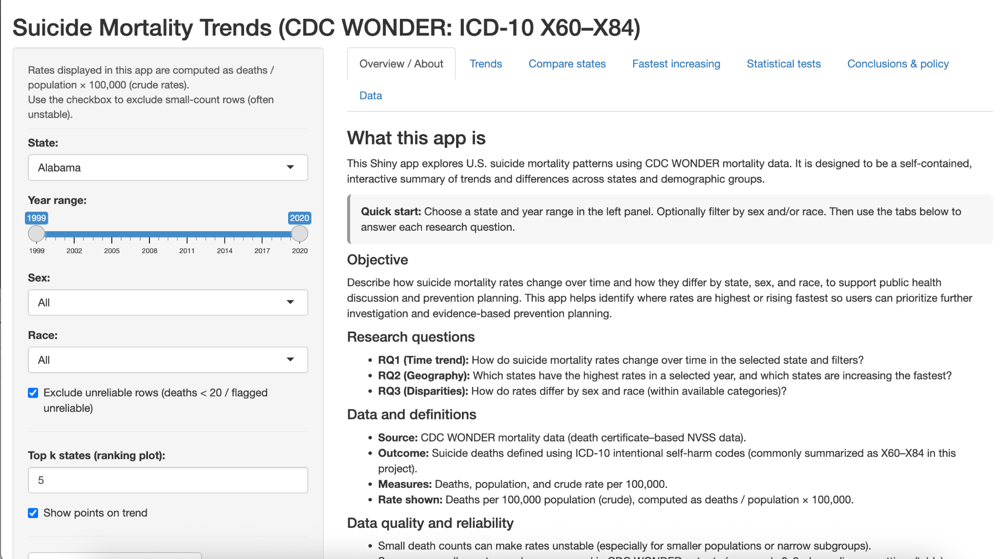 Suicide Mortality Trends (CDC WONDER: ICD-10 X60–X84)
Rates displayed in this app are computed as deaths /
population × 100,000 (crude rates).
Use the checkbox to exclude small-count rows (often
unstable).
State:
Alabama
Year range:
1999 2020
1999 2002 2005 2008 2011 2014 2017 2020
Sex:
All
Race:
All
Exclude unreliable rows (deaths < 20 / flagged
unreliable)
Top k states (ranking plot):
5
Show points on trend
Overview / About Trends Compare states Fastest increasing Statistical tests Conclusions & policy
Data
What this app is
This Shiny app explores U.S. suicide mortality patterns using CDC WONDER mortality data. It is designed to be a self-contained,
interactive summary of trends and differences across states and demographic groups.
Quick start: Choose a state and year range in the left panel. Optionally filter by sex and/or race. Then use the tabs below to
answer each research question.
Objective
Describe how suicide mortality rates change over time and how they differ by state, sex, and race, to support public health
discussion and prevention planning. This app helps identify where rates are highest or rising fastest so users can prioritize further
investigation and evidence-based prevention planning.
Research questions
• RQ1 (Time trend): How do suicide mortality rates change over time in the selected state and filters?
• RQ2 (Geography): Which states have the highest rates in a selected year, and which states are increasing the fastest?
• RQ3 (Disparities): How do rates differ by sex and race (within available categories)?
Data and definitions
• Source: CDC WONDER mortality data (death certificate–based NVSS data).
• Outcome: Suicide deaths defined using ICD-10 intentional self-harm codes (commonly summarized as X60–X84 in this
project).
• Measures: Deaths, population, and crude rate per 100,000.
• Rate shown: Deaths per 100,000 population (crude), computed as deaths / population × 100,000.
Data quality and reliability
• Small death counts can make rates unstable (especially for smaller populations or narrow subgroups).